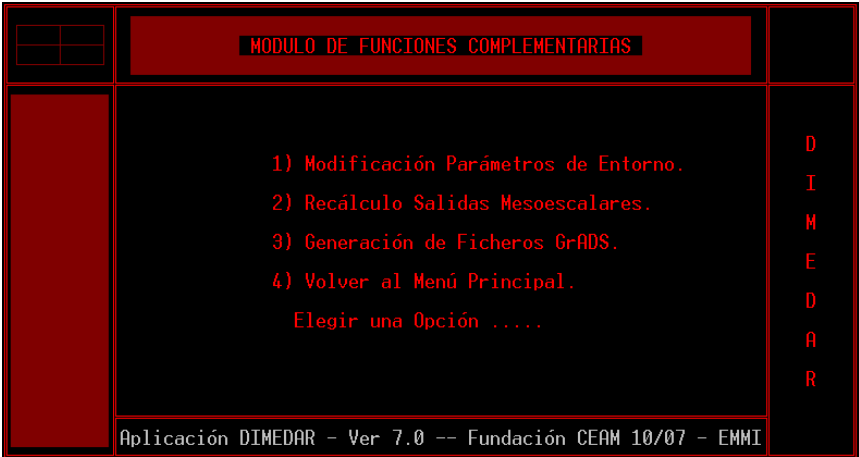 MODULO DE FUNCIONES COMPLEMENTARIAS
1) Modificación Parámetros de Entorno.
2) Recálculo Salidas Mesoescalares.
3) Generación de Ficheros GrADS.
4) Volver al Menú Principal.
Elegir una Opción .....
D
I
M
E
D
A
R
Aplicación DIMEDAR - Ver 7.0 -- Fundación CEAM 10/07 - EMMI